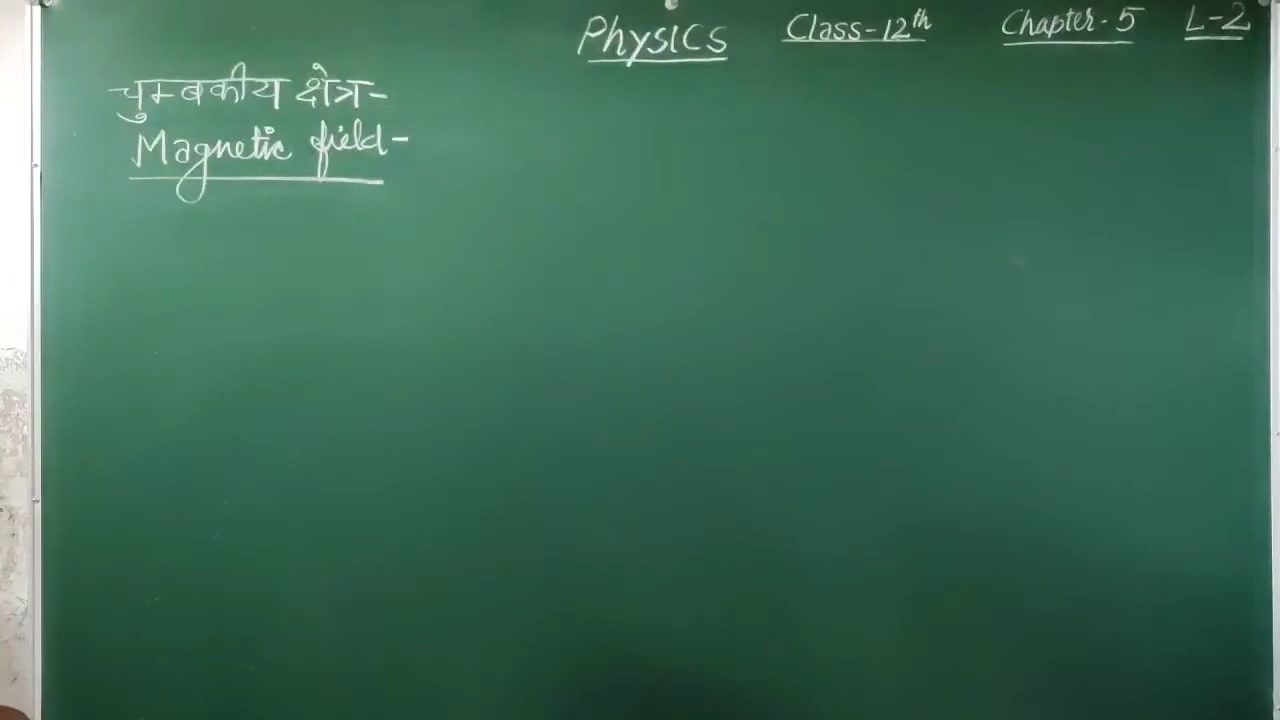 Physics Class-12th Chapter-5 L-2
चुम्बकीय क्षेत्र-
Magnetic field-